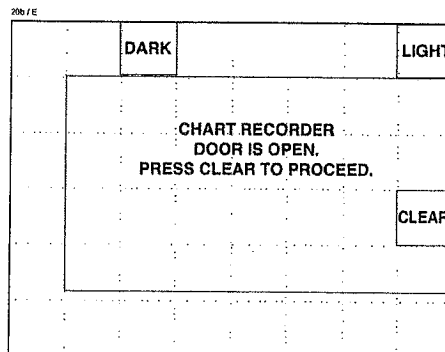 20b / E
DARK
LIGHT
CHART RECORDER
DOOR IS OPEN.
PRESS CLEAR TO PROCEED.
CLEAR